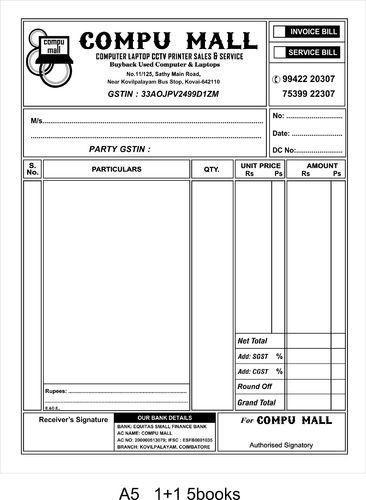 compu
mall
COMPU MALL
COMPUTER LAPTOP CCTV PRINTER SALES & SERVICE
Buyback Used Computer & Laptops
No.11/125, Sathy Main Road,
Near Kovilpalayam Bus Stop, Kovai-642110
GSTIN : 33AOJPV2499D1ZM
INVOICE BILL
SERVICE BILL
✆ 99422 20307
75399 22307
M/s
PARTY GSTIN :
No:
Date:
DC No:
S. No.
PARTICULARS
QTY.
UNIT PRICE
Rs Ps
AMOUNT
Rs Ps
Net Total
Add: SGST %
Add: CGST %
Round Off
Grand Total
Rupees:
E.&O.E.
Receiver's Signature
OUR BANK DETAILS
BANK: EQUITAS SMALL FINANCE BANK
AC NAME: COMPU MALL
AC NO: 200000513079; IFSC : ESFB0001035
BRANCH: KOVILPALAYAM, COIMBATORE
For COMPU MALL
Authorised Signatory
A5 1+1 5books